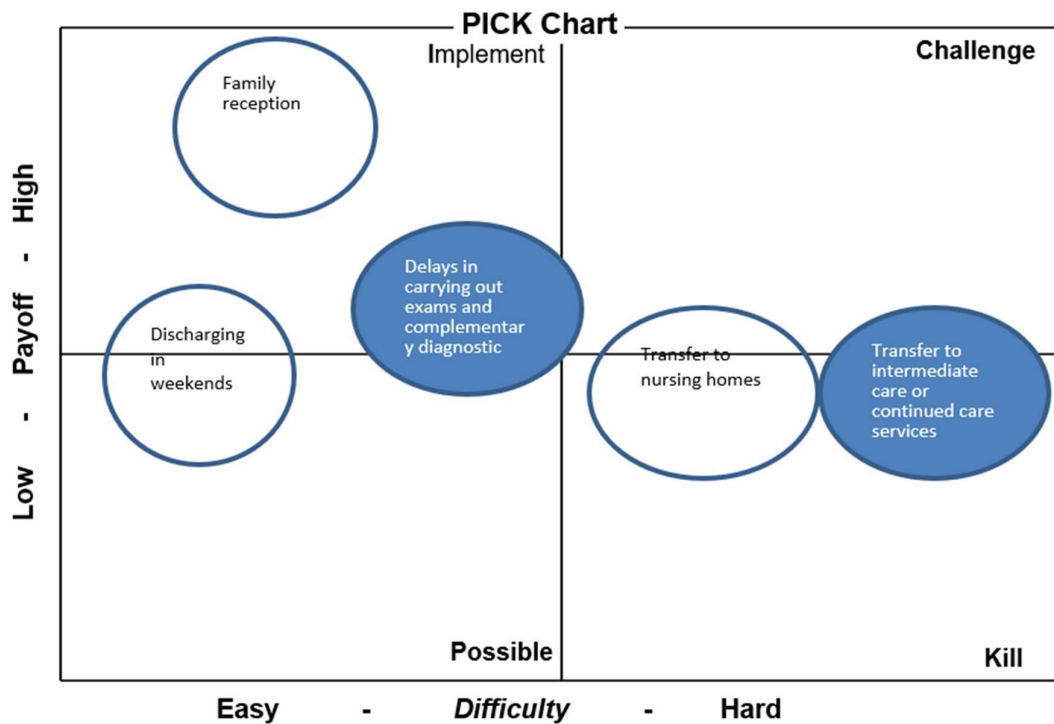 PICK Chart
Implement
Challenge
Family
reception
Delays in
carrying out
exams and
complementar
y diagnostic
Discharging
in
weekends
Transfer to
nursing homes
Transfer to
intermediate
care or
continued care
services
Possible
Kill
Low - Payoff - High
Easy - Difficulty - Hard